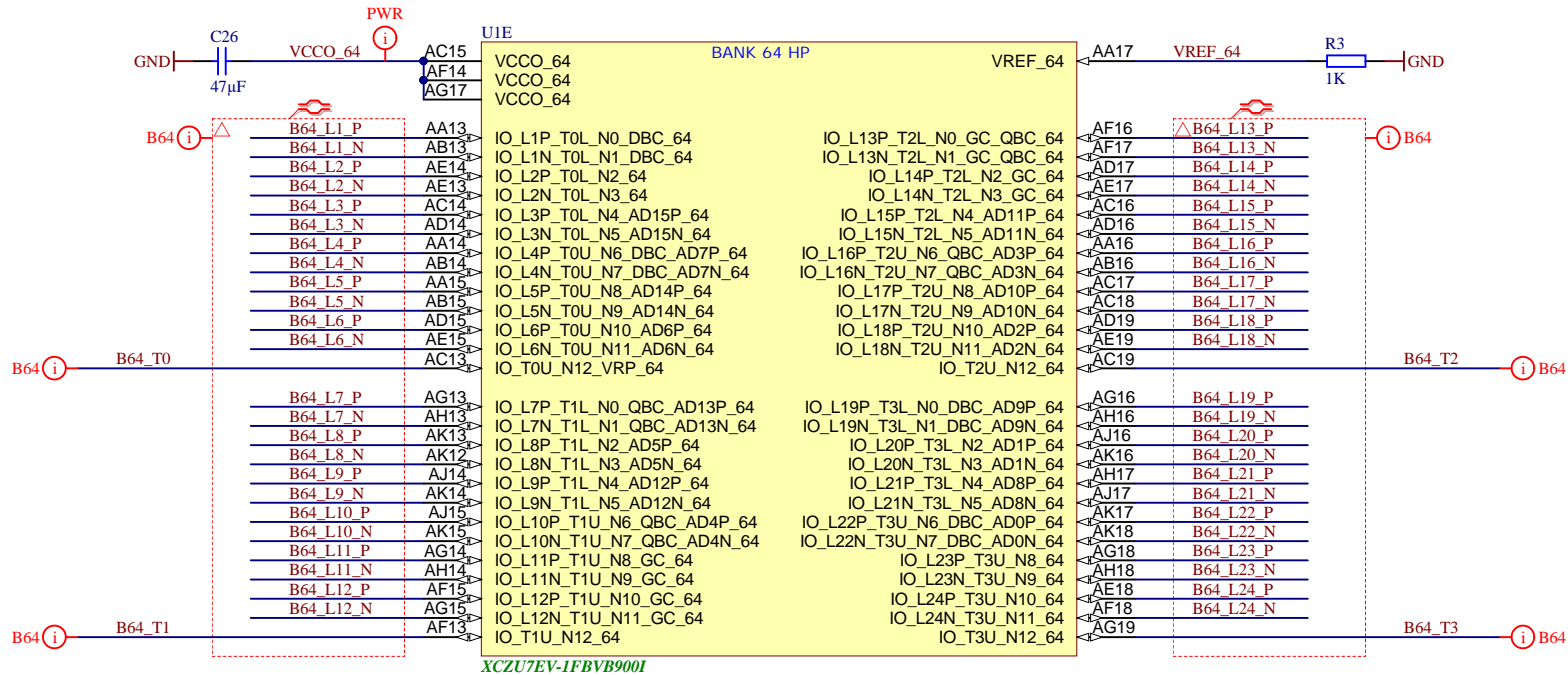 PWR
C26
U1E
R3
GND
VCCO_64
AC15
VCCO_64
BANK 64 HP
VREF_64
AA17
VREF_64
GND
47µF
AF14
VCCO_64
1K
AG17
VCCO_64
B64
B64_L1_P AA13 IO_L1P_T0L_N0_DBC_64 IO_L13P_T2L_N0_GC_QBC_64 AF16 B64_L13_P
B64
B64_L1_N AB13 IO_L1N_T0L_N1_DBC_64 IO_L13N_T2L_N1_GC_QBC_64 AF17 B64_L13_N
B64_L2_P AE14 IO_L2P_T0L_N2_64 IO_L14P_T2L_N2_GC_64 AD17 B64_L14_P
B64_L2_N AE13 IO_L2N_T0L_N3_64 IO_L14N_T2L_N3_GC_64 AE17 B64_L14_N
B64_L3_P AC14 IO_L3P_T0L_N4_AD15P_64 IO_L15P_T2L_N4_AD11P_64 AC16 B64_L15_P
B64_L3_N AD14 IO_L3N_T0L_N5_AD15N_64 IO_L15N_T2L_N5_AD11N_64 AD16 B64_L15_N
B64_L4_P AA14 IO_L4P_T0U_N6_DBC_AD7P_64 IO_L16P_T2U_N6_QBC_AD3P_64 AA16 B64_L16_P
B64_L4_N AB14 IO_L4N_T0U_N7_DBC_AD7N_64 IO_L16N_T2U_N7_QBC_AD3N_64 AB16 B64_L16_N
B64_L5_P AA15 IO_L5P_T0U_N8_AD14P_64 IO_L17P_T2U_N8_AD10P_64 AC17 B64_L17_P
B64_L5_N AB15 IO_L5N_T0U_N9_AD14N_64 IO_L17N_T2U_N9_AD10N_64 AC18 B64_L17_N
B64_L6_P AD15 IO_L6P_T0U_N10_AD6P_64 IO_L18P_T2U_N10_AD2P_64 AD19 B64_L18_P
B64_L6_N AE15 IO_L6N_T0U_N11_AD6N_64 IO_L18N_T2U_N11_AD2N_64 AE19 B64_L18_N
B64 B64_T0 AC13 IO_T0U_N12_VRP_64 IO_T2U_N12_64 AC19 B64_T2 B64
B64_L7_P AG13 IO_L7P_T1L_N0_QBC_AD13P_64 IO_L19P_T3L_N0_DBC_AD9P_64 AG16 B64_L19_P
B64_L7_N AH13 IO_L7N_T1L_N1_QBC_AD13N_64 IO_L19N_T3L_N1_DBC_AD9N_64 AH16 B64_L19_N
B64_L8_P AK13 IO_L8P_T1L_N2_AD5P_64 IO_L20P_T3L_N2_AD1P_64 AJ16 B64_L20_P
B64_L8_N AK12 IO_L8N_T1L_N3_AD5N_64 IO_L20N_T3L_N3_AD1N_64 AK16 B64_L20_N
B64_L9_P AJ14 IO_L9P_T1L_N4_AD12P_64 IO_L21P_T3L_N4_AD8P_64 AH17 B64_L21_P
B64_L9_N AK14 IO_L9N_T1L_N5_AD12N_64 IO_L21N_T3L_N5_AD8N_64 AJ17 B64_L21_N
B64_L10_P AJ15 IO_L10P_T1U_N6_QBC_AD4P_64 IO_L22P_T3U_N6_DBC_AD0P_64 AK17 B64_L22_P
B64_L10_N AK15 IO_L10N_T1U_N7_QBC_AD4N_64 IO_L22N_T3U_N7_DBC_AD0N_64 AK18 B64_L22_N
B64_L11_P AG14 IO_L11P_T1U_N8_GC_64 IO_L23P_T3U_N8_64 AG18 B64_L23_P
B64_L11_N AH14 IO_L11N_T1U_N9_GC_64 IO_L23N_T3U_N9_64 AH18 B64_L23_N
B64_L12_P AF15 IO_L12P_T1U_N10_GC_64 IO_L24P_T3U_N10_64 AE18 B64_L24_P
B64_L12_N AG15 IO_L12N_T1U_N11_GC_64 IO_L24N_T3U_N11_64 AF18 B64_L24_N
B64 B64_T1 AF13 IO_T1U_N12_64 IO_T3U_N12_64 AG19 B64_T3 B64
XCZU7EV-1FBVB900I